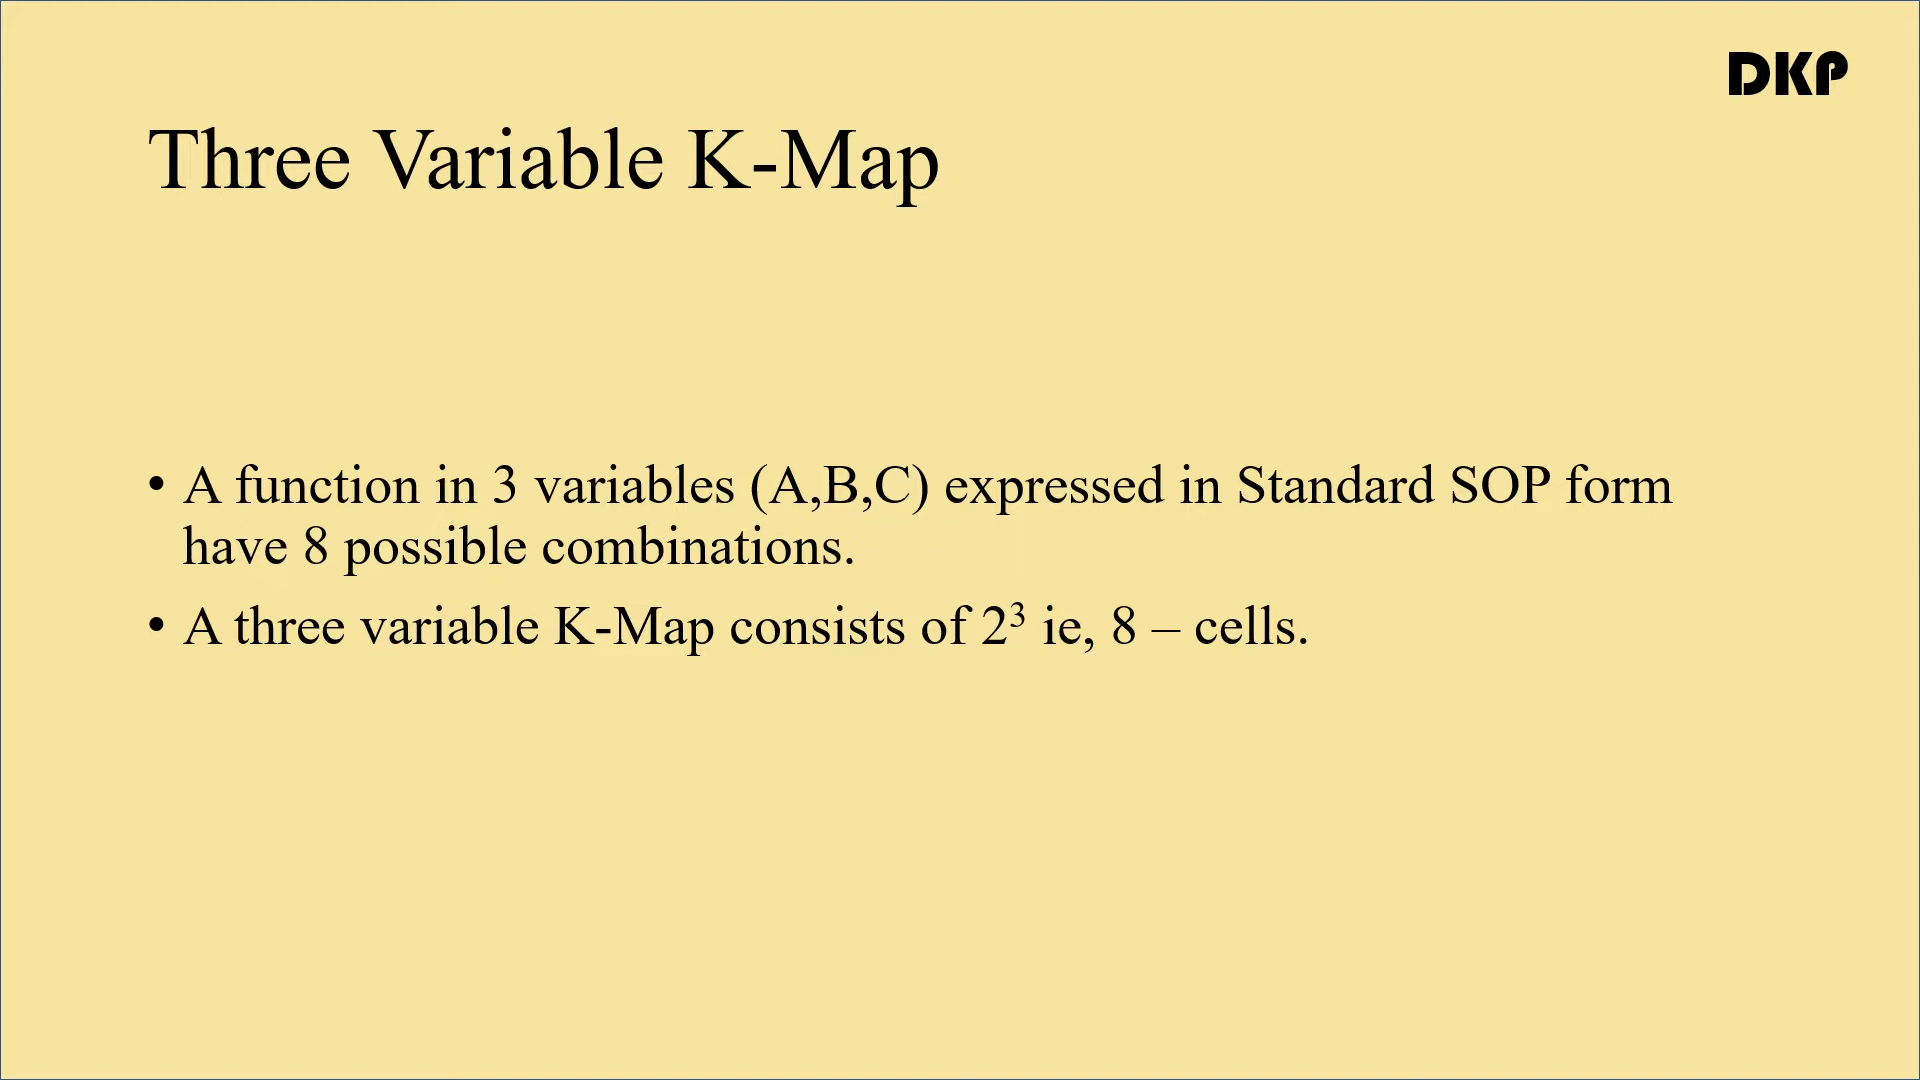 DKP
Three Variable K-Map
• A function in 3 variables (A,B,C) expressed in Standard SOP form
have 8 possible combinations.
• A three variable K-Map consists of 2³ ie, 8 – cells.